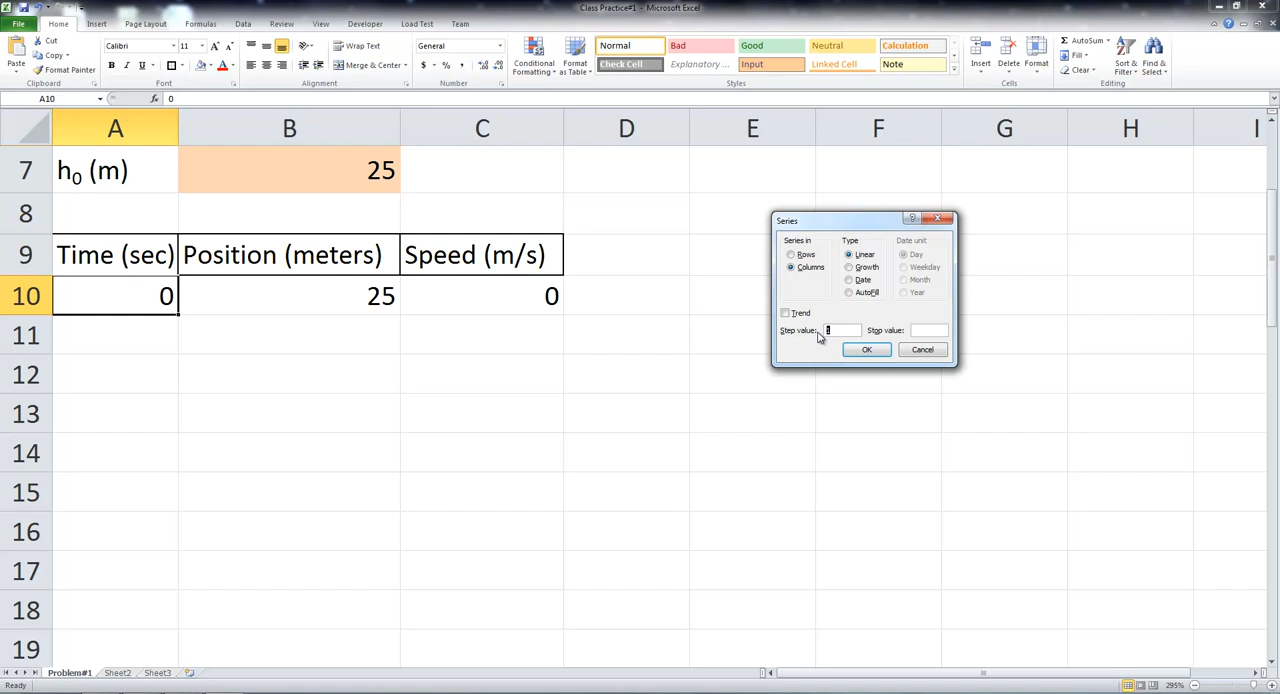 Class Practice#1 - Microsoft Excel
File Home Insert Page Layout Formulas Data Review View Developer Load Test Team
Paste
Cut
Copy
Format Painter
Clipboard
Calibri 11 A A
B I U A
Font
Wrap Text
Merge & Center
Alignment
General
$ % ,
Number
Conditional Formatting
Format as Table
Normal Bad Good Neutral Calculation
Check Cell Explanatory ... Input Linked Cell Note
Styles
Insert Delete Format
Cells
Σ AutoSum
Fill
Clear
Sort & Filter
Find & Select
Editing
A10 fx 0
A B C D E F G H I
7 h₀ (m) 25
8
9 Time (sec) Position (meters) Speed (m/s)
10 0 25 0
11
12
13
14
15
16
17
18
19
Series
Series in Type Date unit
Rows Linear Day
Columns Growth Weekday
Date Month
AutoFill Year
Trend
Step value: 1 Stop value:
OK Cancel
Problem#1 Sheet2 Sheet3
Ready 295%